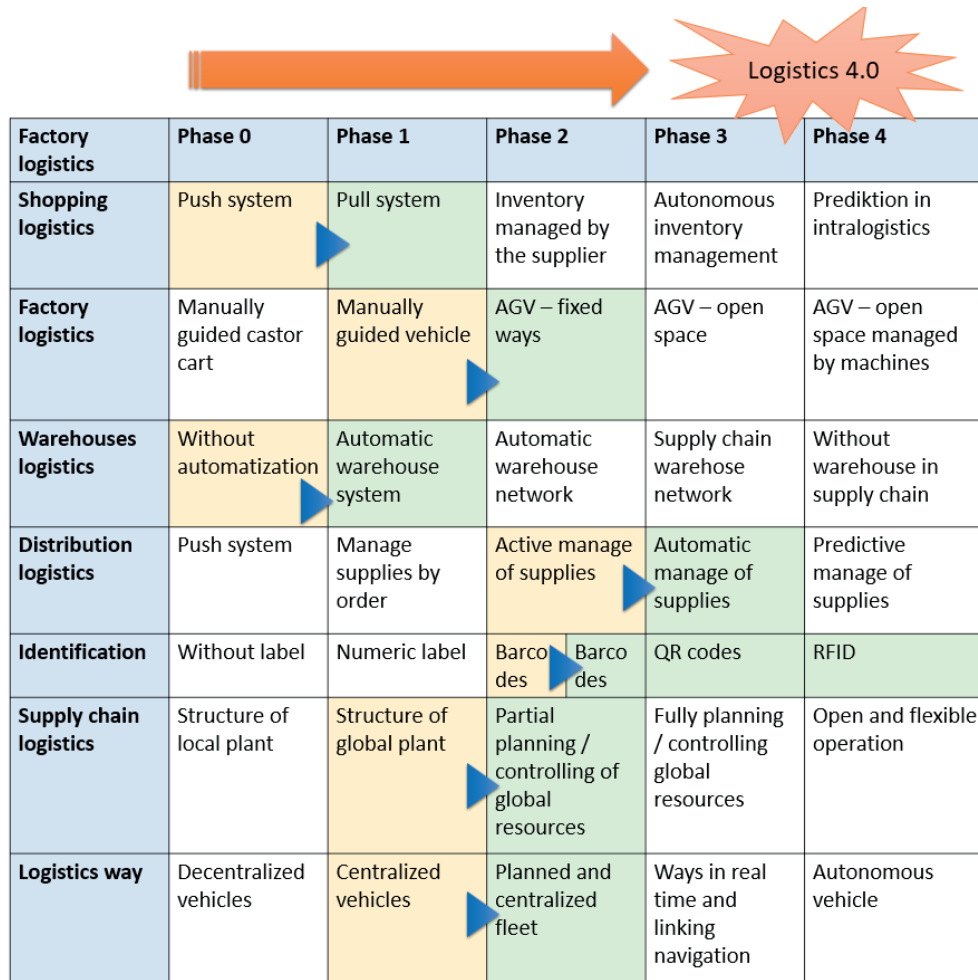 Logistics 4.0
Factory
logistics
Phase 0
Phase 1
Phase 2
Phase 3
Phase 4
Shopping
logistics
Push system
Pull system
Inventory
managed by
the supplier
Autonomous
inventory
management
Prediktion in
intralogistics
Factory
logistics
Manually
guided castor
cart
Manually
guided vehicle
AGV – fixed
ways
AGV – open
space
AGV – open
space managed
by machines
Warehouses
logistics
Without
automatization
Automatic
warehouse
system
Automatic
warehouse
network
Supply chain
warehose
network
Without
warehouse in
supply chain
Distribution
logistics
Push system
Manage
supplies by
order
Active manage
of supplies
Automatic
manage of
supplies
Predictive
manage of
supplies
Identification
Without label
Numeric label
Barco
des
Barco
des
QR codes
RFID
Supply chain
logistics
Structure of
local plant
Structure of
global plant
Partial
planning /
controlling of
global
resources
Fully planning
/ controlling
global
resources
Open and flexible
operation
Logistics way
Decentralized
vehicles
Centralized
vehicles
Planned and
centralized
fleet
Ways in real
time and
linking
navigation
Autonomous
vehicle